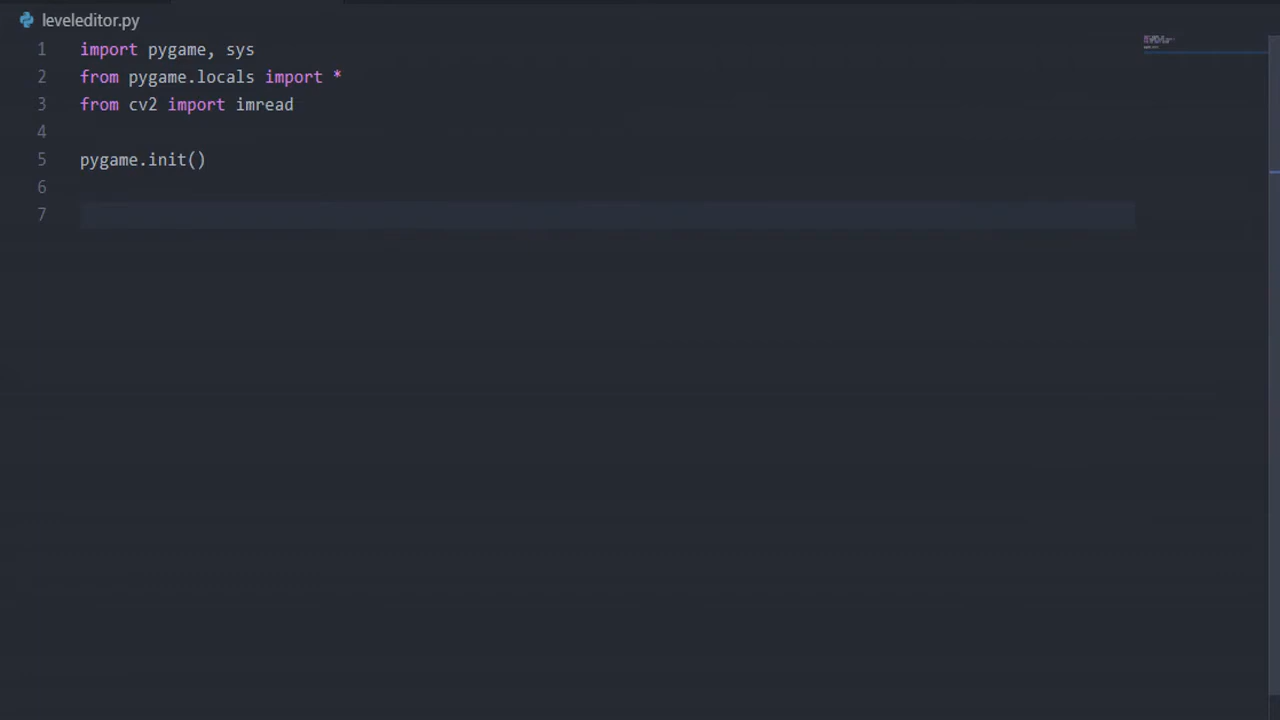 leveleditor.py
1 import pygame, sys
2 from pygame.locals import *
3 from cv2 import imread
4
5 pygame.init()
6
7